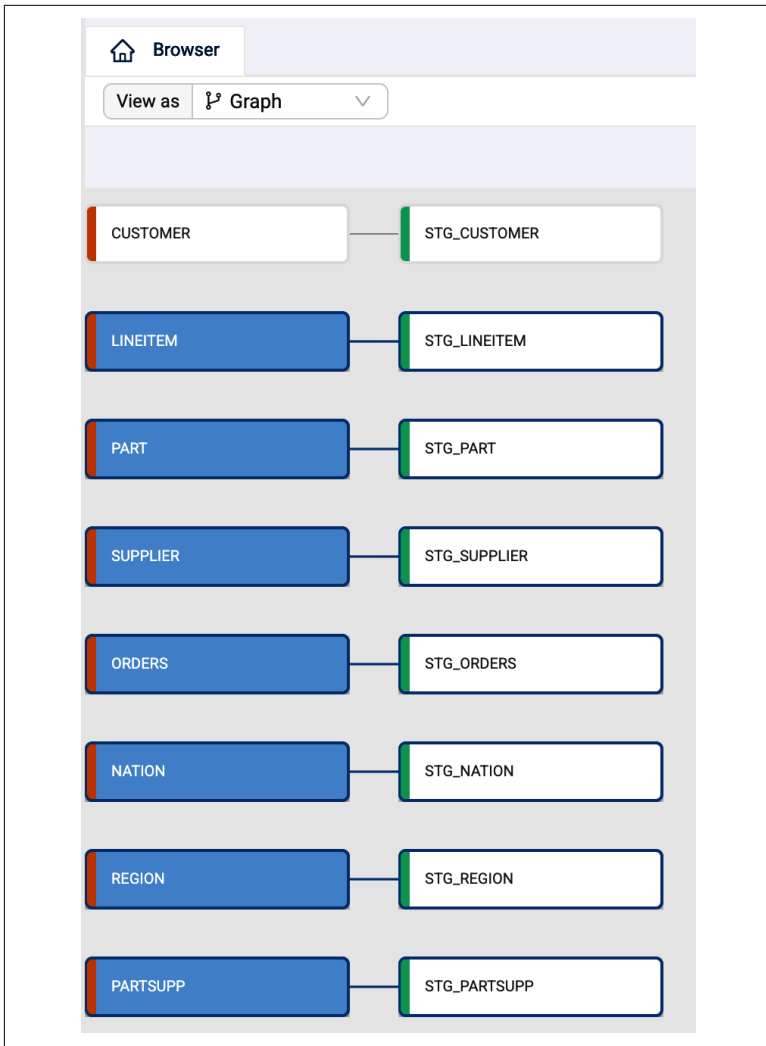 Browser
View as Graph
CUSTOMER STG_CUSTOMER
LINEITEM STG_LINEITEM
PART STG_PART
SUPPLIER STG_SUPPLIER
ORDERS STG_ORDERS
NATION STG_NATION
REGION STG_REGION
PARTSUPP STG_PARTSUPP